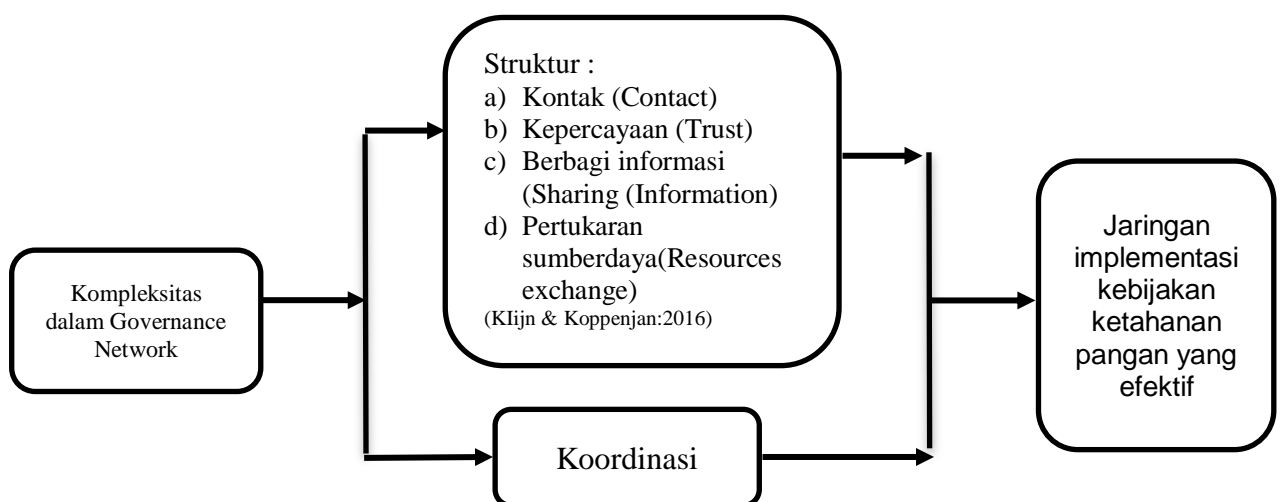 Struktur :
a) Kontak (Contact)
b) Kepercayaan (Trust)
c) Berbagi informasi
(Sharing (Information)
d) Pertukaran
sumberdaya(Resources
exchange)
(KIijn & Koppenjan:2016)
Kompleksitas
dalam Governance
Network
Koordinasi
Jaringan
implementasi
kebijakan
ketahanan
pangan yang
efektif